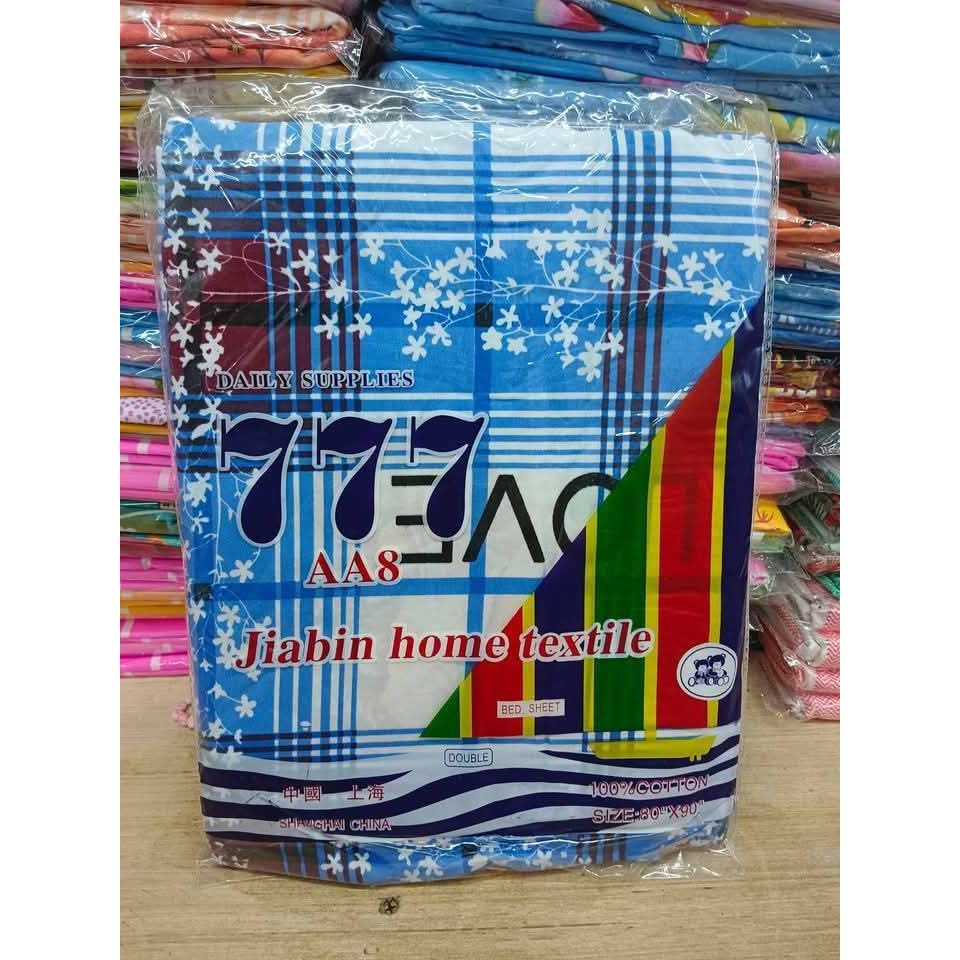 DAILY SUPPLIES
777
LOVE
AA8
Jiabin home textile
BED. SHEET
DOUBLE
中國 上海
SHANGHAI CHINA
100%COTTON
SIZE:80"X90"